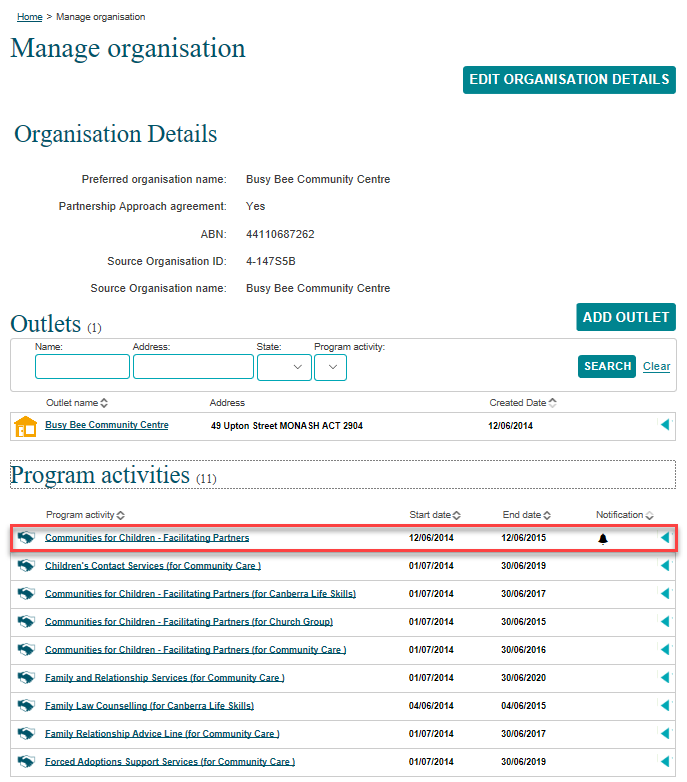 Home > Manage organisation
Manage organisation
EDIT ORGANISATION DETAILS
Organisation Details
Preferred organisation name: Busy Bee Community Centre
Partnership Approach agreement: Yes
ABN: 44110687262
Source Organisation ID: 4-147S5B
Source Organisation name: Busy Bee Community Centre
ADD OUTLET
Outlets (1)
Name: Address: State: Program activity:
SEARCH Clear
Outlet name Address Created Date
Busy Bee Community Centre 49 Upton Street MONASH ACT 2904 12/06/2014
Program activities (11)
Program activity Start date End date Notification
Communities for Children - Facilitating Partners 12/06/2014 12/06/2015
Children's Contact Services (for Community Care ) 01/07/2014 30/06/2019
Communities for Children - Facilitating Partners (for Canberra Life Skills) 01/07/2014 30/06/2017
Communities for Children - Facilitating Partners (for Church Group) 01/07/2014 30/06/2015
Communities for Children - Facilitating Partners (for Community Care ) 01/07/2014 30/06/2016
Family and Relationship Services (for Community Care ) 01/07/2014 30/06/2020
Family Law Counselling (for Canberra Life Skills) 04/06/2014 04/06/2015
Family Relationship Advice Line (for Community Care ) 01/07/2014 30/06/2017
Forced Adoptions Support Services (for Community Care ) 01/07/2014 30/06/2019